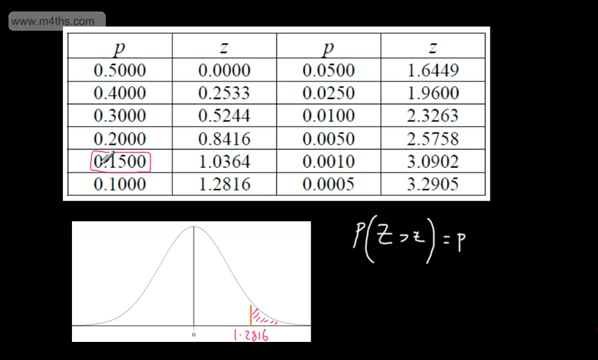 www.m4ths.com
p z p z
0.5000 0.0000 0.0500 1.6449
0.4000 0.2533 0.0250 1.9600
0.3000 0.5244 0.0100 2.3263
0.2000 0.8416 0.0050 2.5758
0.1500 1.0364 0.0010 3.0902
0.1000 1.2816 0.0005 3.2905
P(Z>z)=p
0
1.2816